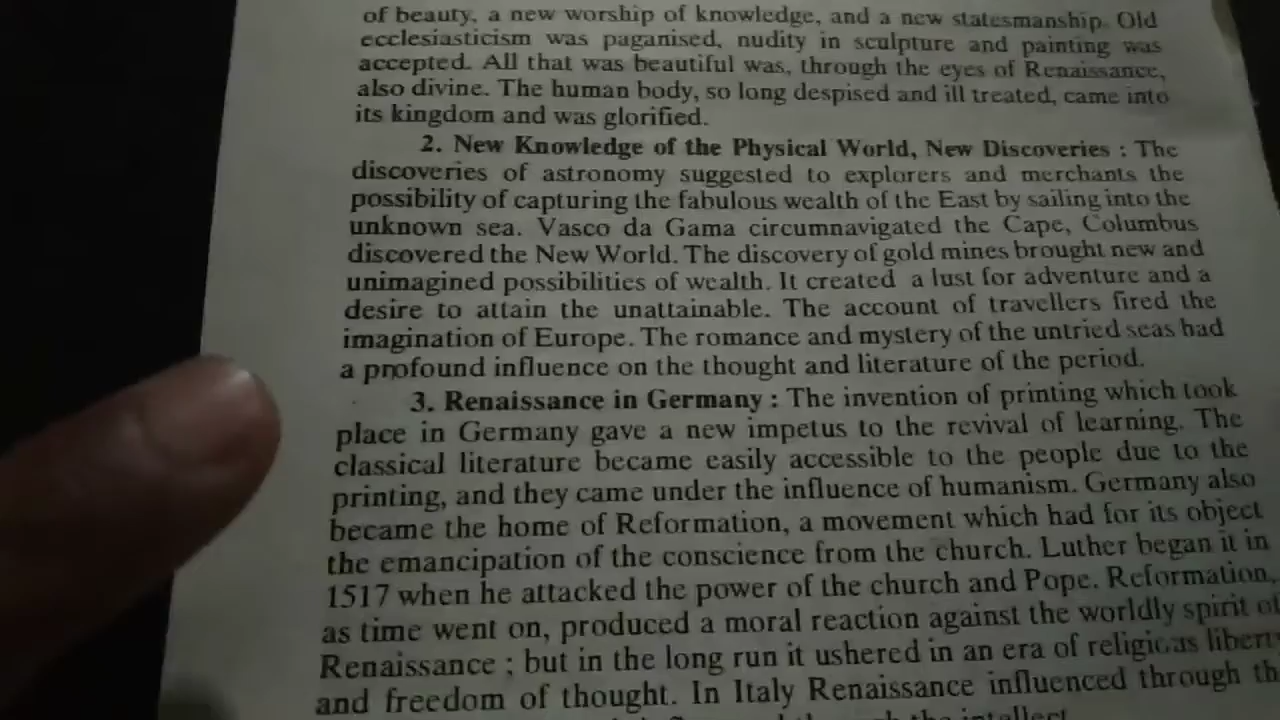 of beauty, a new worship of knowledge, and a new statesmanship. Old
ecclesiasticism was paganised, nudity in sculpture and painting was
accepted. All that was beautiful was, through the eyes of Renaissance,
also divine. The human body, so long despised and ill treated, came into
its kingdom and was glorified.
2. New Knowledge of the Physical World, New Discoveries : The
discoveries of astronomy suggested to explorers and merchants the
possibility of capturing the fabulous wealth of the East by sailing into the
unknown sea. Vasco da Gama circumnavigated the Cape, Columbus
discovered the New World. The discovery of gold mines brought new and
unimagined possibilities of wealth. It created a lust for adventure and a
desire to attain the unattainable. The account of travellers fired the
imagination of Europe. The romance and mystery of the untried seas had
a profound influence on the thought and literature of the period.
3. Renaissance in Germany : The invention of printing which took
place in Germany gave a new impetus to the revival of learning. The
classical literature became easily accessible to the people due to the
printing, and they came under the influence of humanism. Germany also
became the home of Reformation, a movement which had for its object
the emancipation of the conscience from the church. Luther began it in
1517 when he attacked the power of the church and Pope. Reformation,
as time went on, produced a moral reaction against the worldly spirit of
Renaissance ; but in the long run it ushered in an era of religious
and freedom of thought. In Italy Renaissance influenced through
the intellect